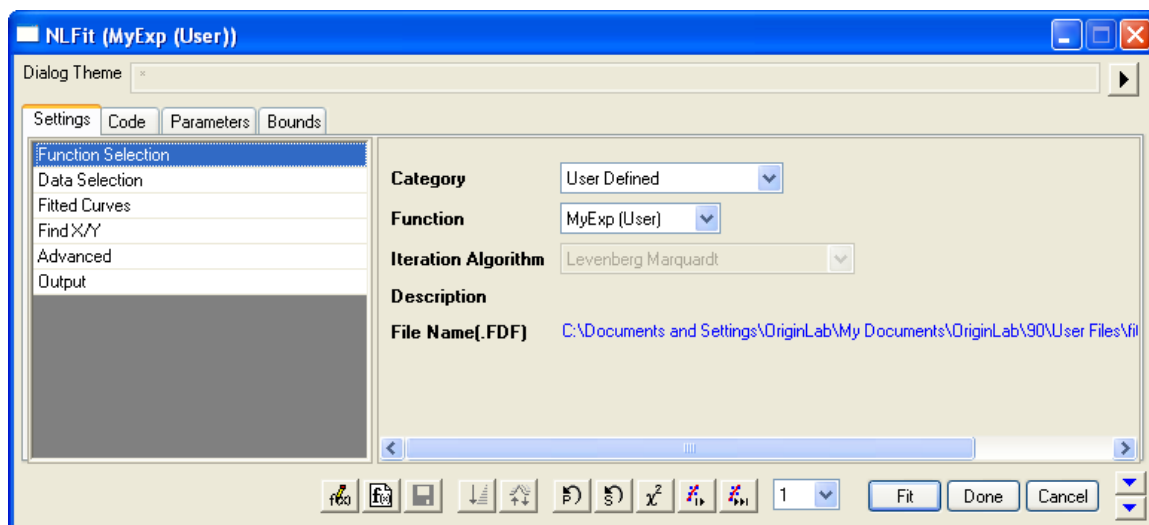 NLFit (MyExp (User))
Dialog Theme *
Settings Code Parameters Bounds
Function Selection
Data Selection
Fitted Curves
Find X/Y
Advanced
Output
Category User Defined
Function MyExp (User)
Iteration Algorithm Levenberg Marquardt
Description
File Name(.FDF) C:\Documents and Settings\OriginLab\My Documents\OriginLab\90\User Files\fit
f(x) P S χ² 1 Fit Done Cancel